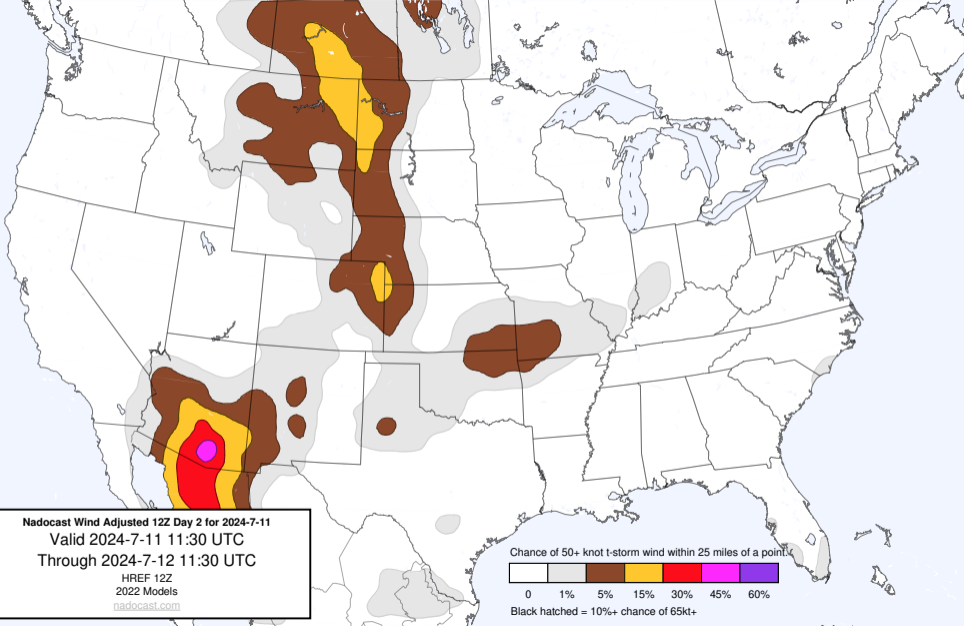 Nadocast Wind Adjusted 12Z Day 2 for 2024-7-11
Valid 2024-7-11 11:30 UTC
Through 2024-7-12 11:30 UTC
HREF 12Z
2022 Models
nadocast.com
Chance of 50+ knot t-storm wind within 25 miles of a point.
0 1% 5% 15% 30% 45% 60%
Black hatched = 10%+ chance of 65kt+